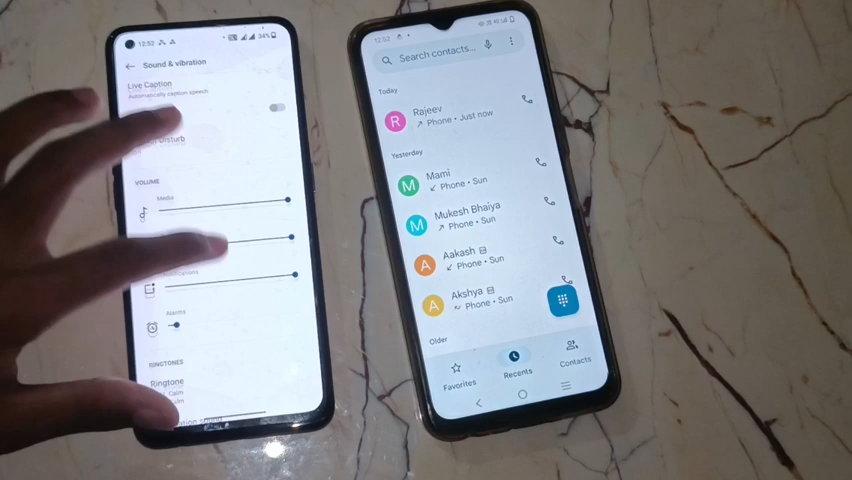 12:52
34%
Sound & vibration
Live Caption
Automatically caption speech
VOLUME
Media
Alarms
RINGTONES
Ringtone
12:52
Search contacts...
Today
R
Rajeev
Phone • Just now
Yesterday
M
Mami
Phone • Sun
M
Mukesh Bhaiya
Phone • Sun
A
Aakash
Phone • Sun
A
Akshya
Phone • Sun
Older
Favorites
Recents
Contacts